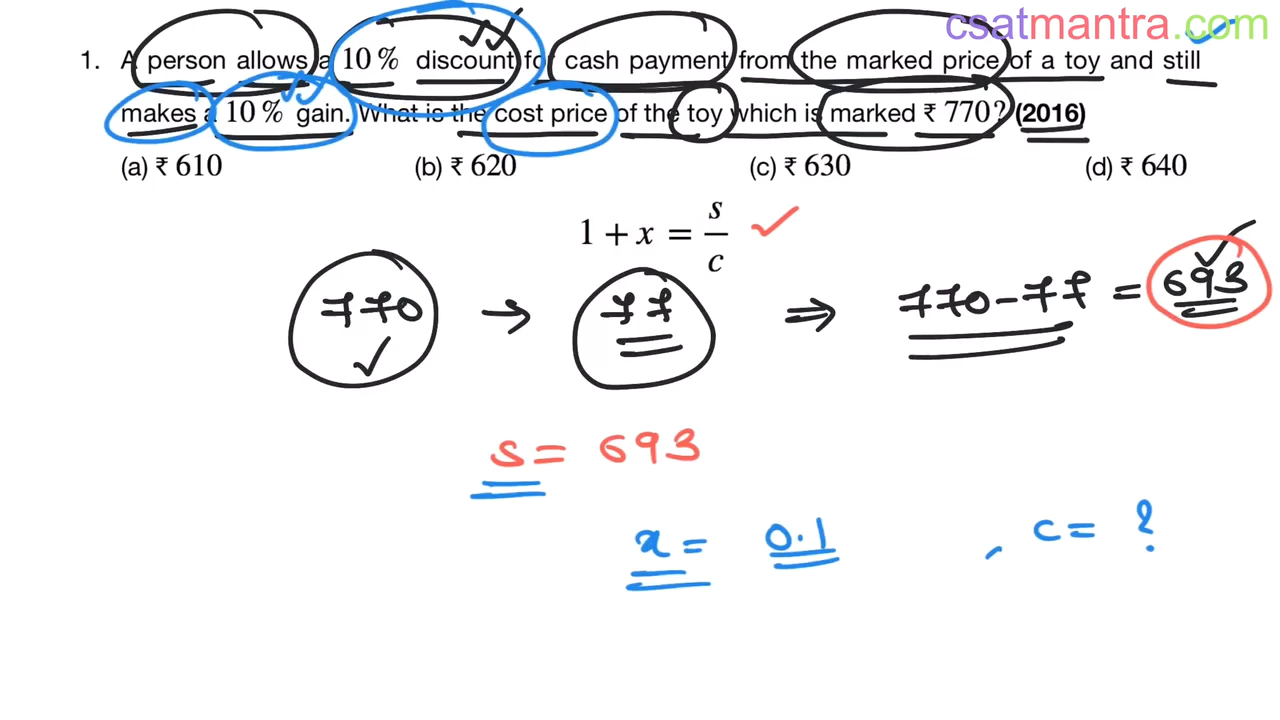 csatmantra.com
1. A person allows a 10 % discount for cash payment from the marked price of a toy and still
makes a 10 % gain. What is the cost price of the toy which is marked ₹ 770? (2016)
(a) ₹ 610 (b) ₹ 620 (c) ₹ 630 (d) ₹ 640
1 + x = s/c
770 → 77 ⇒ 770 - 77 = 693
s = 693
x = 0.1 , c = ?